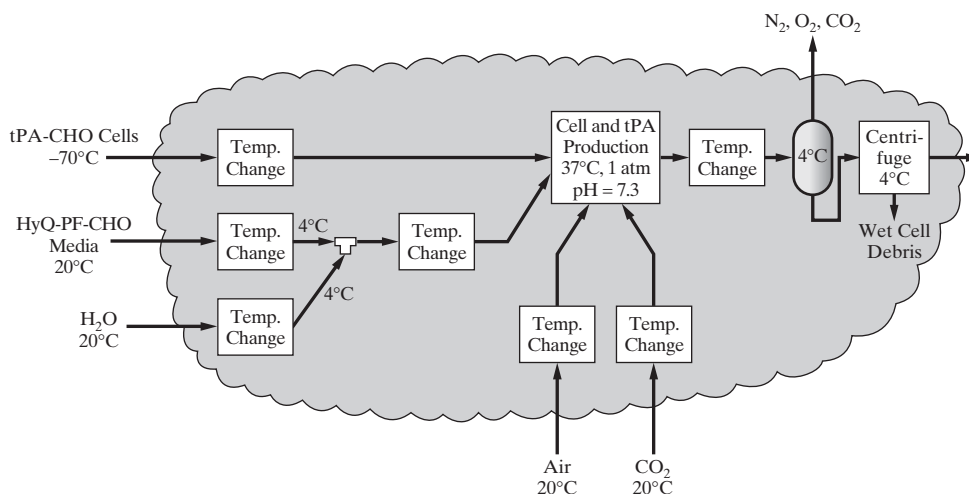 N₂, O₂, CO₂
tPA-CHO Cells
–70°C
Temp.
Change
Cell and tPA
Production
37°C, 1 atm
pH = 7.3
Temp.
Change
4°C
Centri-
fuge
4°C
Wet Cell
Debris
HyQ-PF-CHO
Media
20°C
Temp.
Change
4°C
Temp.
Change
4°C
H₂O
20°C
Temp.
Change
Temp.
Change
Temp.
Change
Air
20°C
CO₂
20°C